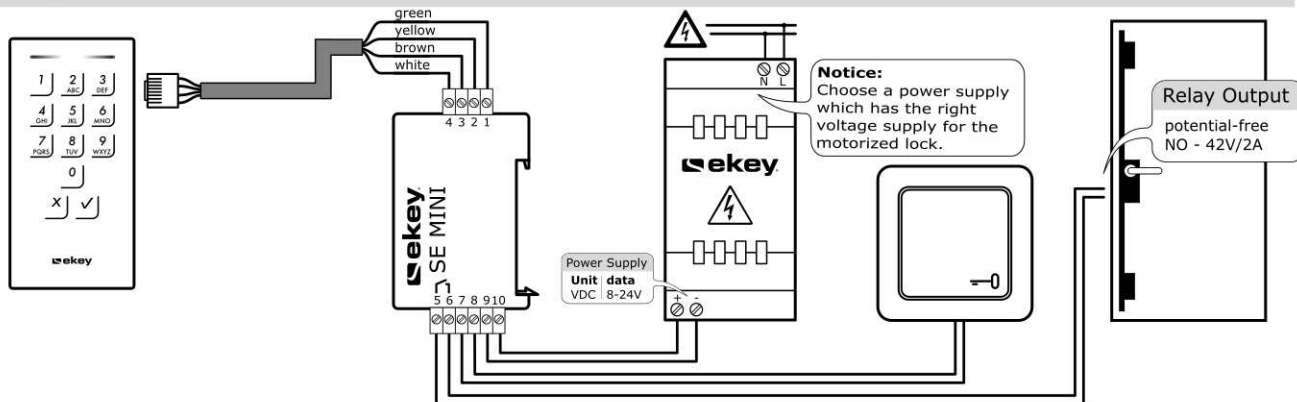 green
yellow
brown
white
1 2 3
ABC DEF
4 5 6
GHI JKL MNO
7 8 9
PQRS TUV WXYZ
0
X
ekey
4 3 2 1
ekey
SE MINI
5 6 7 8 9 10
N L
ekey
Notice:
Choose a power supply
which has the right
voltage supply for the
motorized lock.
Power Supply
Unit data
VDC 8-24V
+ -
Relay Output
potential-free
NO - 42V/2A